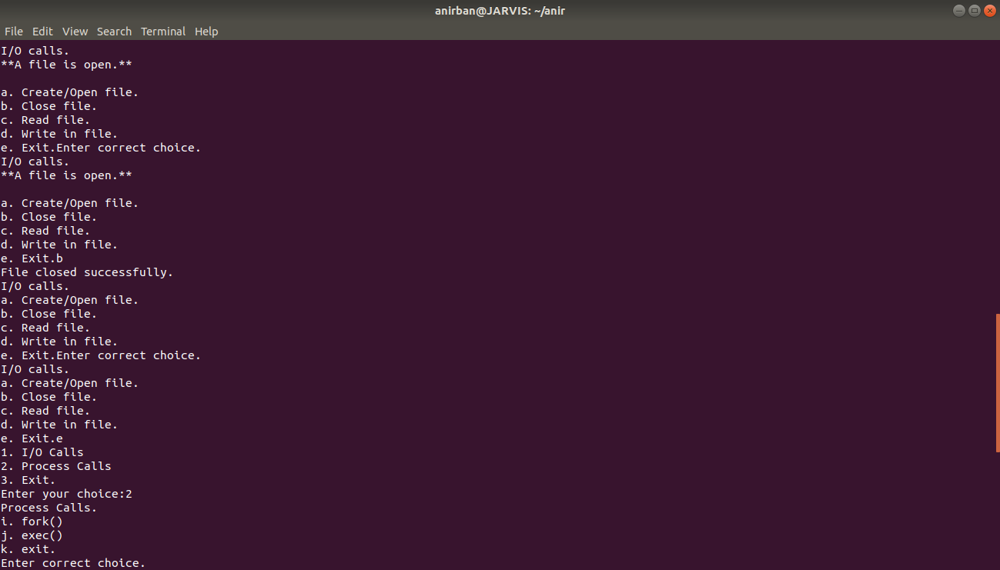 anirban@JARVIS: ~/anir
File Edit View Search Terminal Help
I/O calls.
**A file is open.**
a. Create/Open file.
b. Close file.
c. Read file.
d. Write in file.
e. Exit.Enter correct choice.
I/O calls.
**A file is open.**
a. Create/Open file.
b. Close file.
c. Read file.
d. Write in file.
e. Exit.b
File closed successfully.
I/O calls.
a. Create/Open file.
b. Close file.
c. Read file.
d. Write in file.
e. Exit.Enter correct choice.
I/O calls.
a. Create/Open file.
b. Close file.
c. Read file.
d. Write in file.
e. Exit.e
1. I/O Calls
2. Process Calls
3. Exit.
Enter your choice:2
Process Calls.
i. fork()
j. exec()
k. exit.
Enter correct choice.